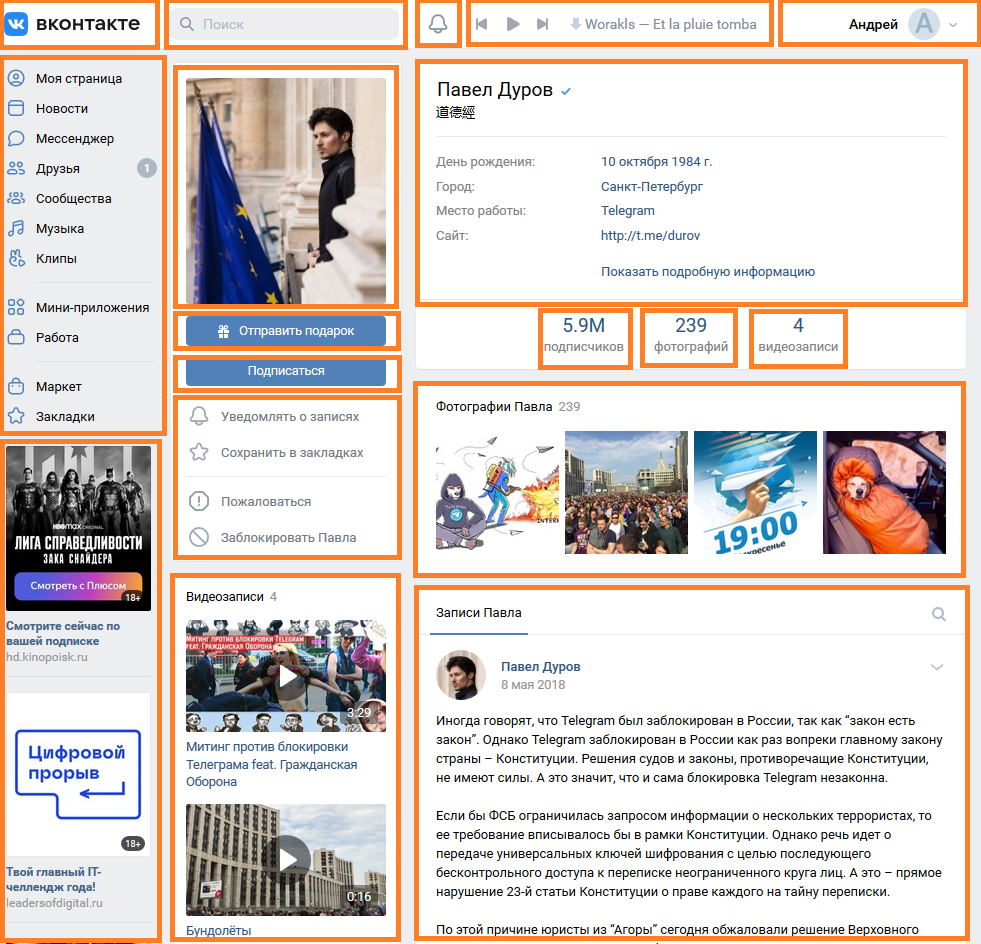 вконтакте
Поиск
Worakls — Et la pluie tomba
Андрей
A
Моя страница
Новости
Мессенджер
Друзья
1
Сообщества
Музыка
Клипы
Мини-приложения
Работа
Маркет
Закладки
HBOmax ORIGINAL
ЛИГА СПРАВЕДЛИВОСТИ
ЗАКА СНАЙДЕРА
Смотреть с Плюсом
18+
Смотрите сейчас по
вашей подписке
hd.kinopoisk.ru
Цифровой
прорыв
18+
Твой главный IT-
челлендж года!
leadersofdigital.ru
Отправить подарок
Подписаться
Уведомлять о записях
Сохранить в закладках
Пожаловаться
Заблокировать Павла
Видеозаписи 4
МИТИНГ ПРОТИВ БЛОКИРОВКИ TELEGRAM
FEAT. ГРАЖДАНСКАЯ ОБОРОНА
3:29
Митинг против блокировки
Телеграма feat. Гражданская
Оборона
0:16
Бундолёты
Павел Дуров
道德經
День рождения: 10 октября 1984 г.
Город: Санкт-Петербург
Место работы: Telegram
Сайт: http://t.me/durov
Показать подробную информацию
5.9M
подписчиков
239
фотографий
4
видеозаписи
Фотографии Павла 239
Telegram
INTERN
19:00
Записи Павла
Павел Дуров
8 мая 2018
Иногда говорят, что Telegram был заблокирован в России, так как “закон есть
закон”. Однако Telegram заблокирован в России как раз вопреки главному закону
страны – Конституции. Решения судов и законы, противоречащие Конституции,
не имеют силы. А это значит, что и сама блокировка Telegram незаконна.
Если бы ФСБ ограничилась запросом информации о нескольких террористах, то
ее требование вписывалось бы в рамки Конституции. Однако речь идет о
передаче универсальных ключей шифрования с целью последующего
бесконтрольного доступа к переписке неограниченного круга лиц. А это – прямое
нарушение 23-й статьи Конституции о праве каждого на тайну переписки.
По этой причине юристы из “Агоры” сегодня обжаловали решение Верховного